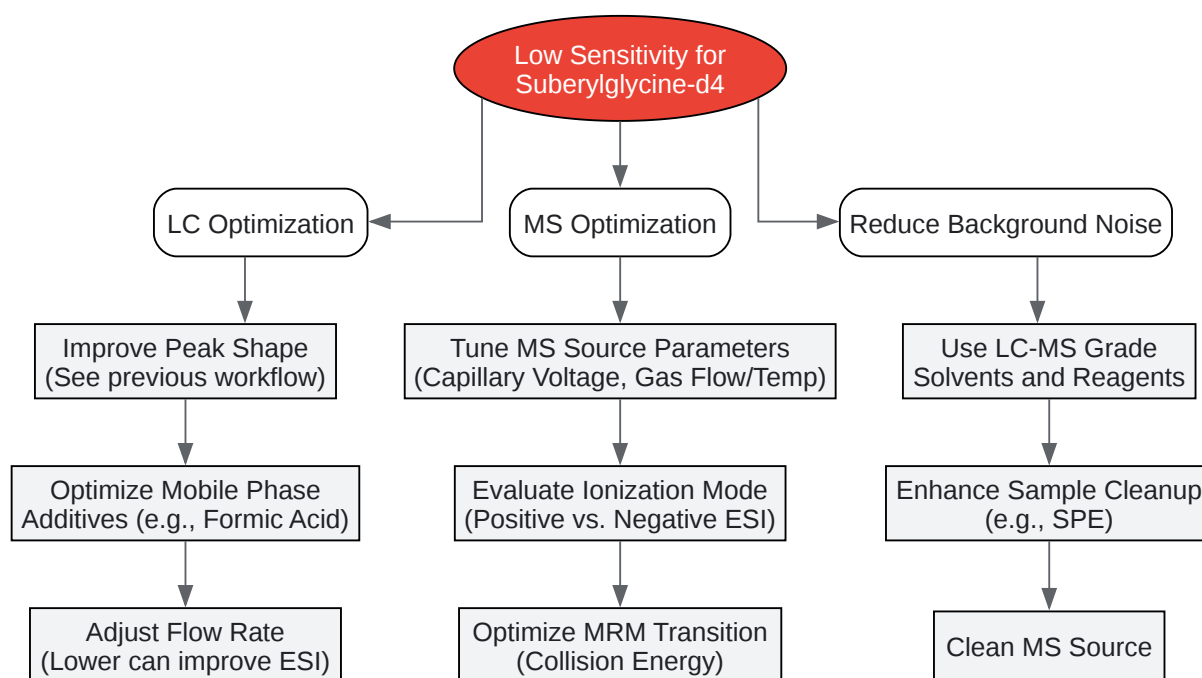 Low Sensitivity for
Suberylglycine-d4
LC Optimization
MS Optimization
Reduce Background Noise
Improve Peak Shape
(See previous workflow)
Tune MS Source Parameters
(Capillary Voltage, Gas Flow/Temp)
Use LC-MS Grade
Solvents and Reagents
Optimize Mobile Phase
Additives (e.g., Formic Acid)
Evaluate Ionization Mode
(Positive vs. Negative ESI)
Enhance Sample Cleanup
(e.g., SPE)
Adjust Flow Rate
(Lower can improve ESI)
Optimize MRM Transition
(Collision Energy)
Clean MS Source